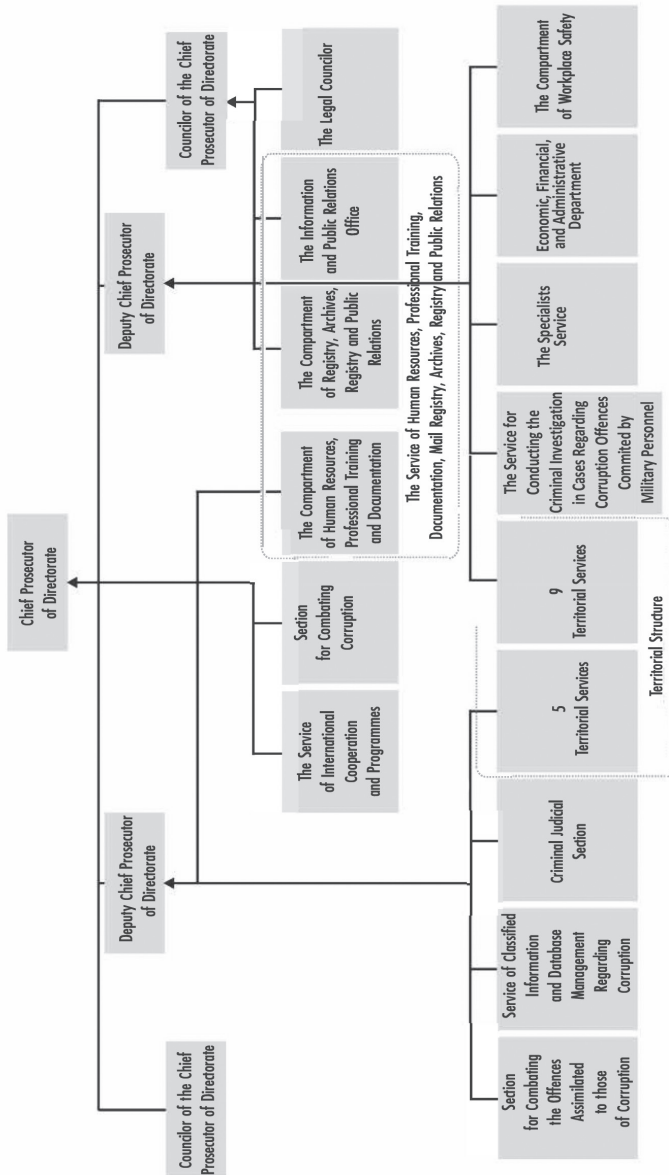 Chief Prosecutor
of Directorate
Councilor of the Chief
Prosecutor of Directorate
Deputy Chief Prosecutor
of Directorate
Deputy Chief Prosecutor
of Directorate
Councilor of the Chief
Prosecutor of Directorate
The Service
of International
Cooperation
and Programmes
Section
for Combating
Corruption
The Compartment
of Human Resources,
Professional Training
and Documentation
The Compartment
of Registry, Archives,
Registry and Public
Relations
The Information
and Public Relations
Office
The Legal Councilor
The Service of Human Resources, Professional Training,
Documentation, Mail Registry, Archives, Registry and Public Relations
Section
for Combating
the Offences
Assimilated
to those
of Corruption
Service of Classified
Information
and Database
Management
Regarding
Corruption
Criminal Judicial
Section
5
Territorial Services
9
Territorial Services
The Service for
Conducting the
Criminal Investigation
in Cases Regarding
Corruption Offences
Commited by
Military Personnel
The Specialists
Service
Economic, Financial,
and Administrative
Department
The Compartment
of Workplace Safety
Territorial Structure